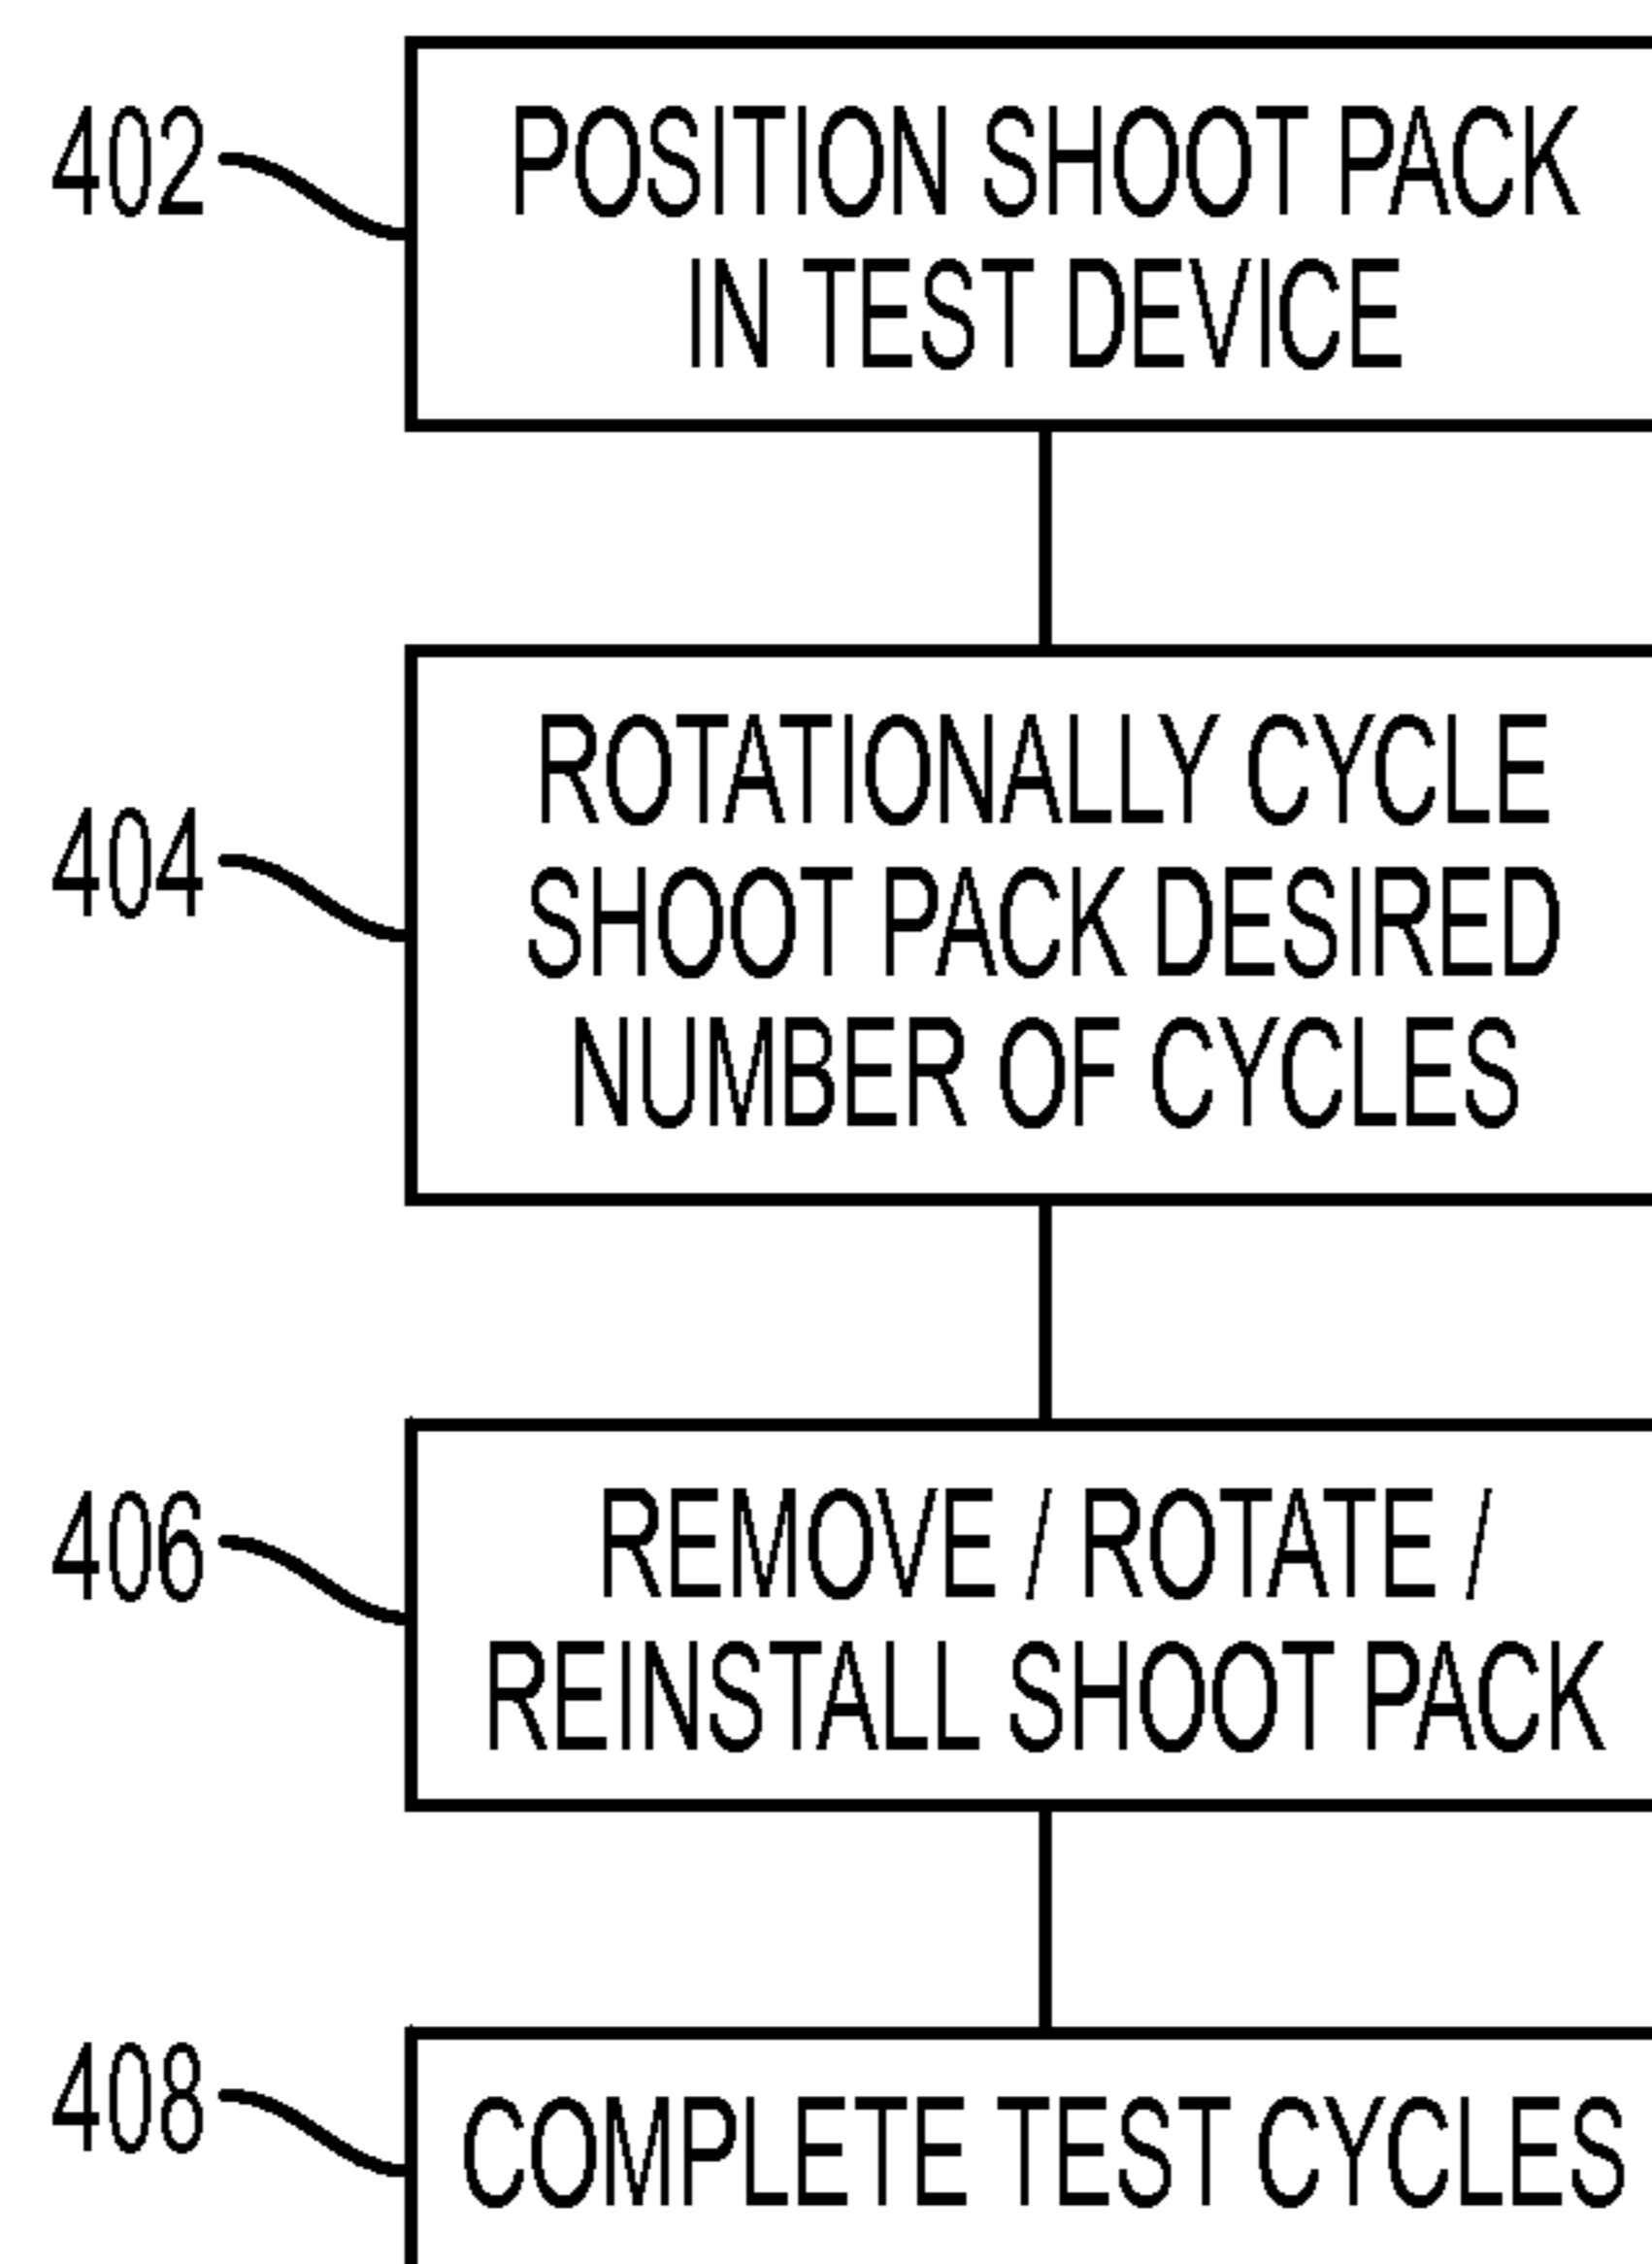 402
POSITION SHOOT PACK
IN TEST DEVICE
404
ROTATIONALLY CYCLE
SHOOT PACK DESIRED
NUMBER OF CYCLES
406
REMOVE / ROTATE /
REINSTALL SHOOT PACK
408
COMPLETE TEST CYCLES